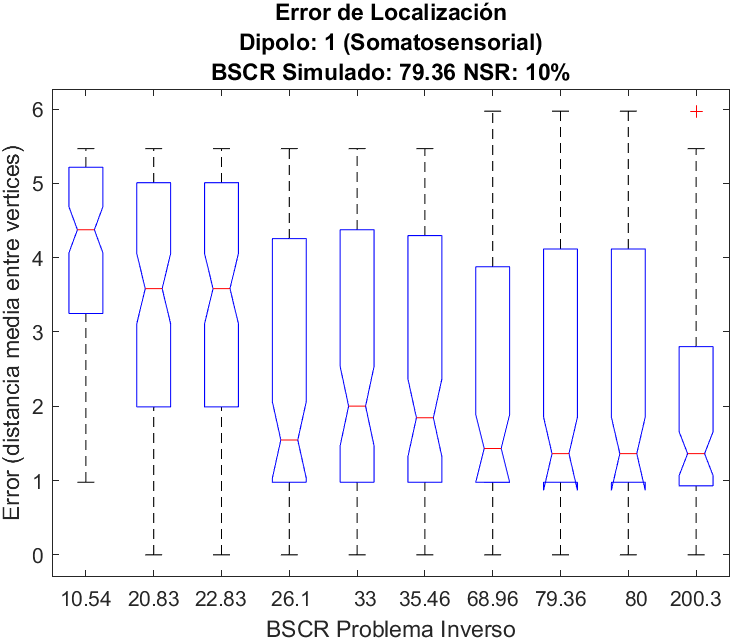 Error de Localización
Dipolo: 1 (Somatosensorial)
BSCR Simulado: 79.36 NSR: 10%
Error (distancia media entre vertices)
6
5
4
3
2
1
0
10.54 20.83 22.83 26.1 33 35.46 68.96 79.36 80 200.3
BSCR Problema Inverso